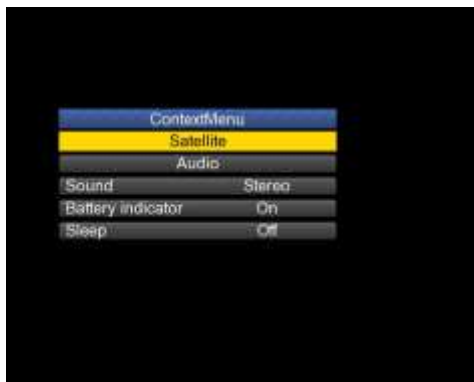 ContextMenu
Satellite
Audio
Sound Stereo
Battery indicator On
Sleep Off